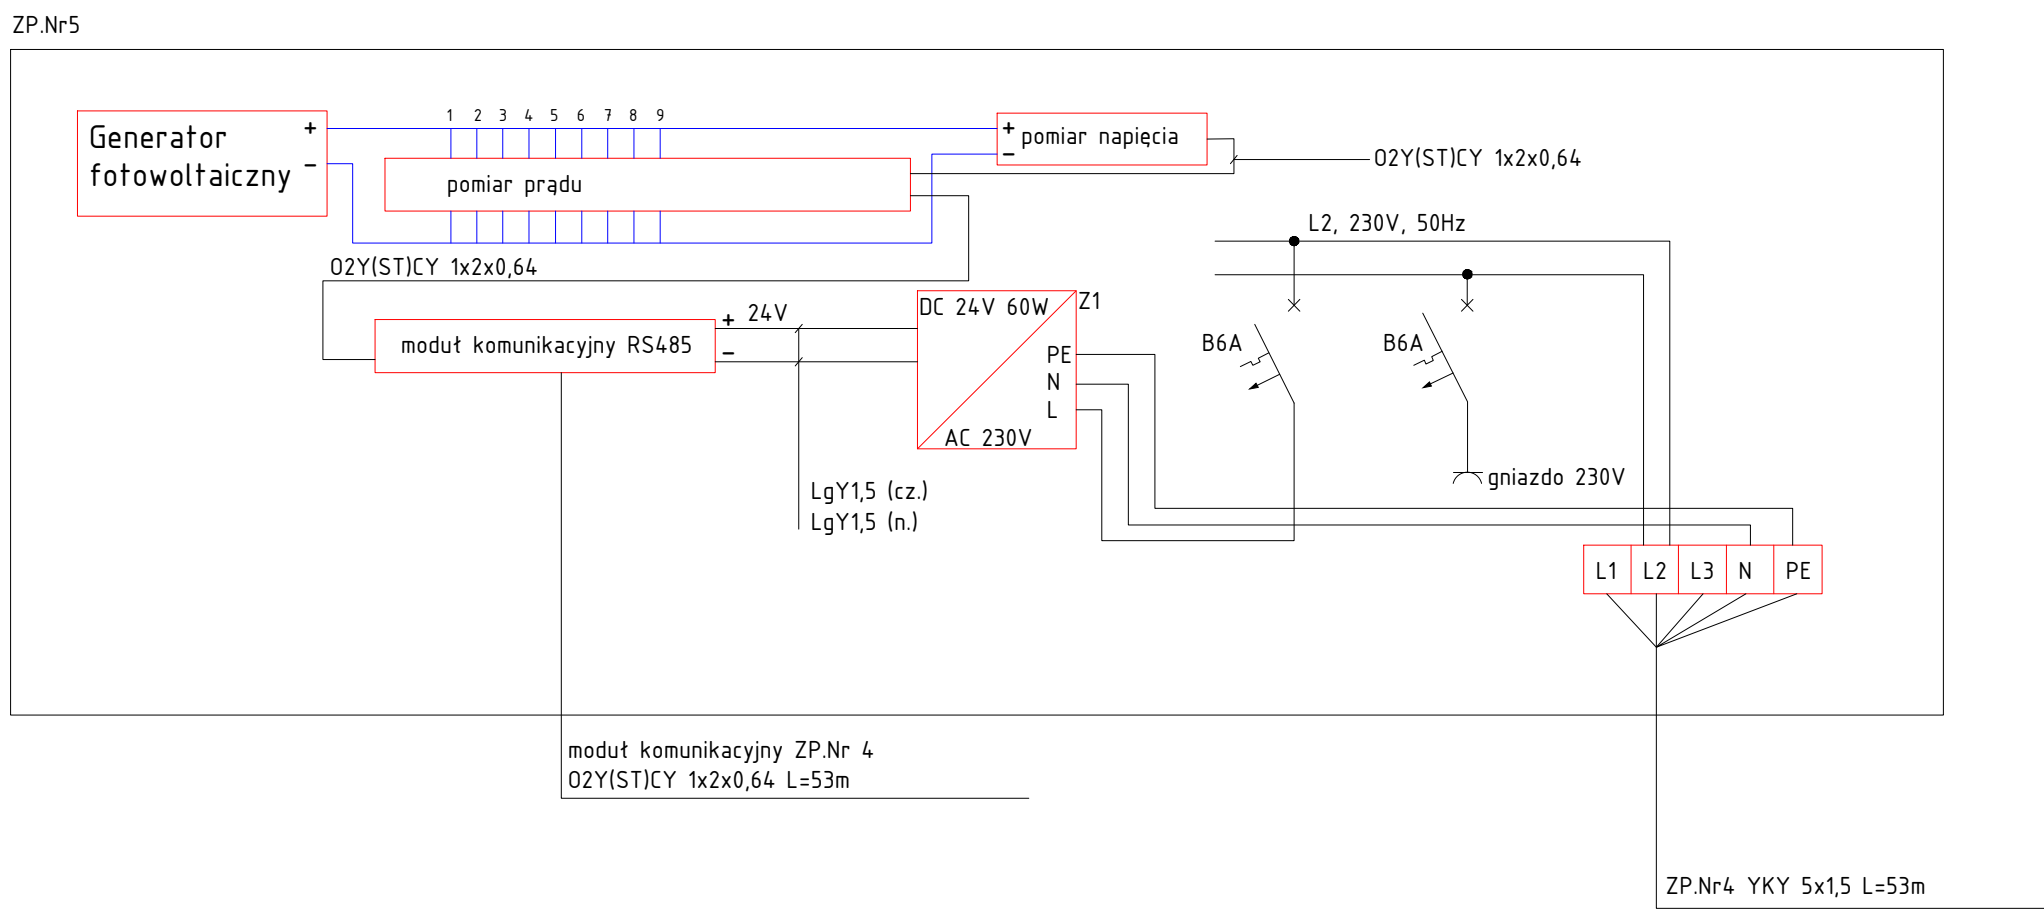 ZP.Nr5
Generator
fotowoltaiczny
+
-
1 2 3 4 5 6 7 8 9
pomiar prądu
+
-
pomiar napięcia
O2Y(ST)CY 1x2x0,64
L2, 230V, 50Hz
O2Y(ST)CY 1x2x0,64
moduł komunikacyjny RS485
+ 24V
-
DC 24V 60W
Z1
PE
N
L
AC 230V
B6A
B6A
gniazdo 230V
LgY1,5 (cz.)
LgY1,5 (n.)
L1 L2 L3 N PE
moduł komunikacyjny ZP.Nr 4
O2Y(ST)CY 1x2x0,64 L=53m
ZP.Nr4 YKY 5x1,5 L=53m